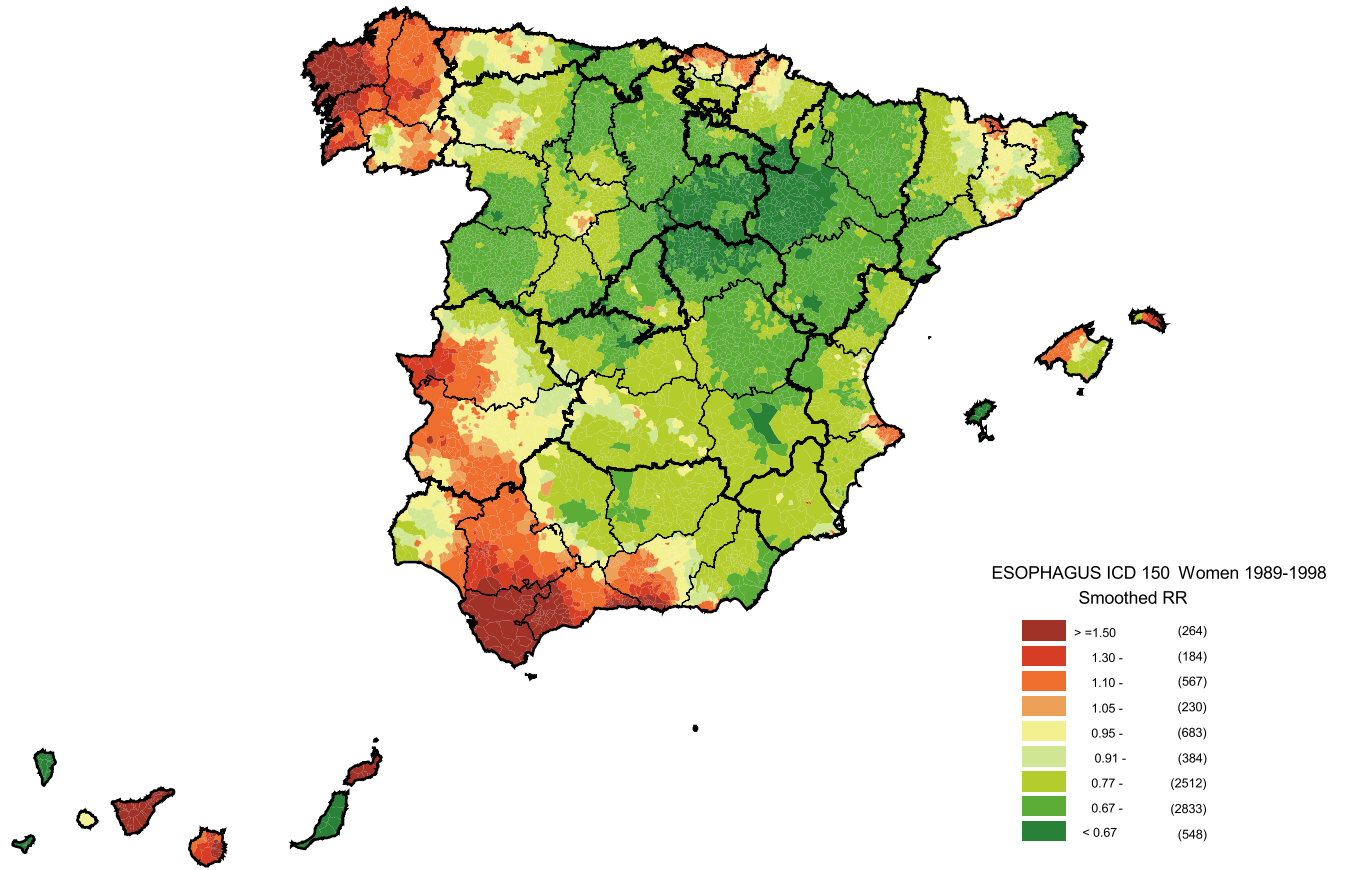 ESOPHAGUS ICD 150 Women 1989-1998
Smoothed RR
> =1.50 (264)
1.30 - (184)
1.10 - (567)
1.05 - (230)
0.95 - (683)
0.91 - (384)
0.77 - (2512)
0.67 - (2833)
< 0.67 (548)